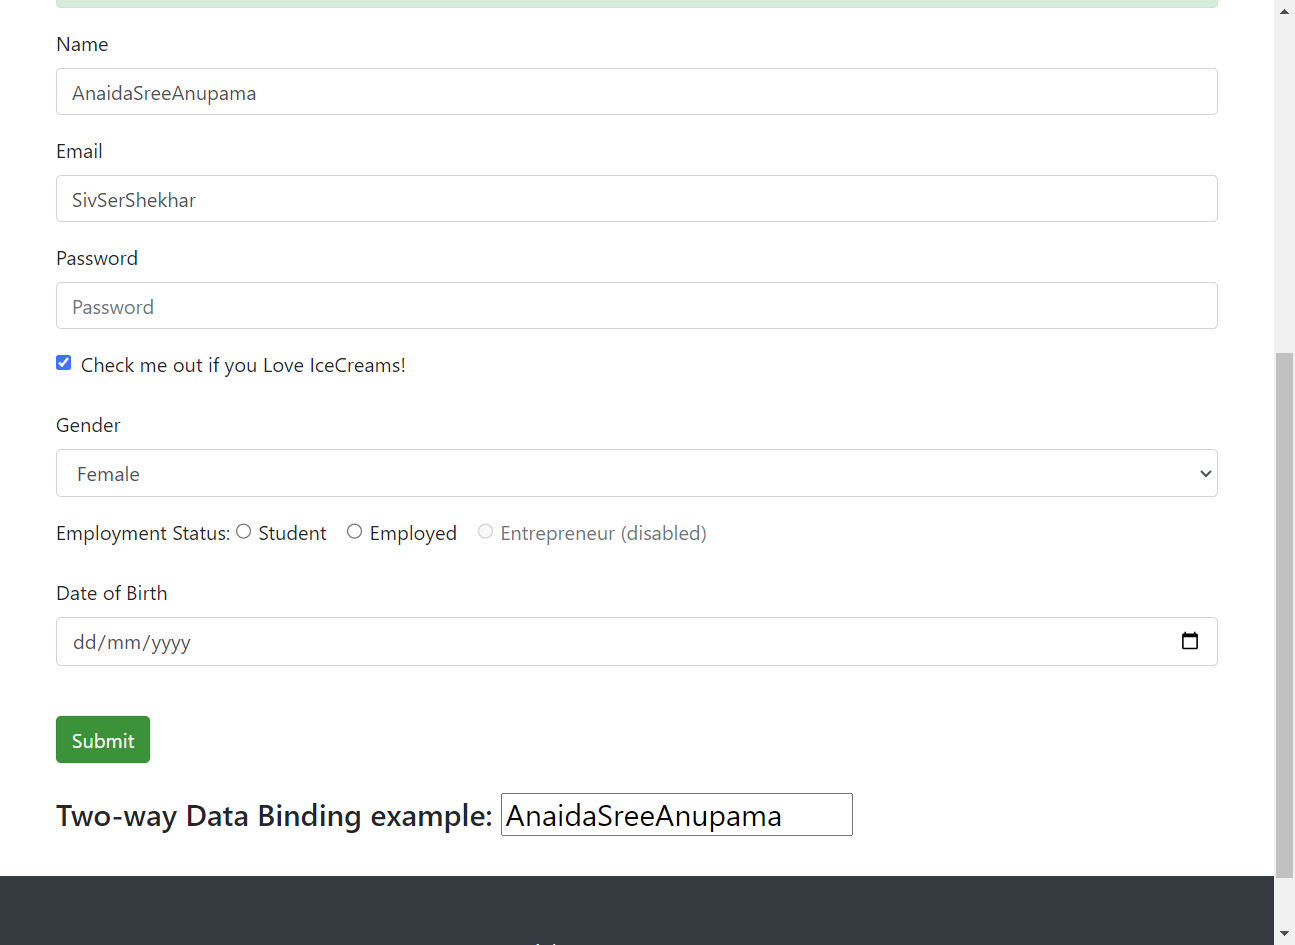 Name
AnaidaSreeAnupama
Email
SivSerShekhar
Password
Password
Check me out if you Love IceCreams!
Gender
Female
Employment Status: Student Employed Entrepreneur (disabled)
Date of Birth
dd/mm/yyyy
Submit
Two-way Data Binding example: AnaidaSreeAnupama